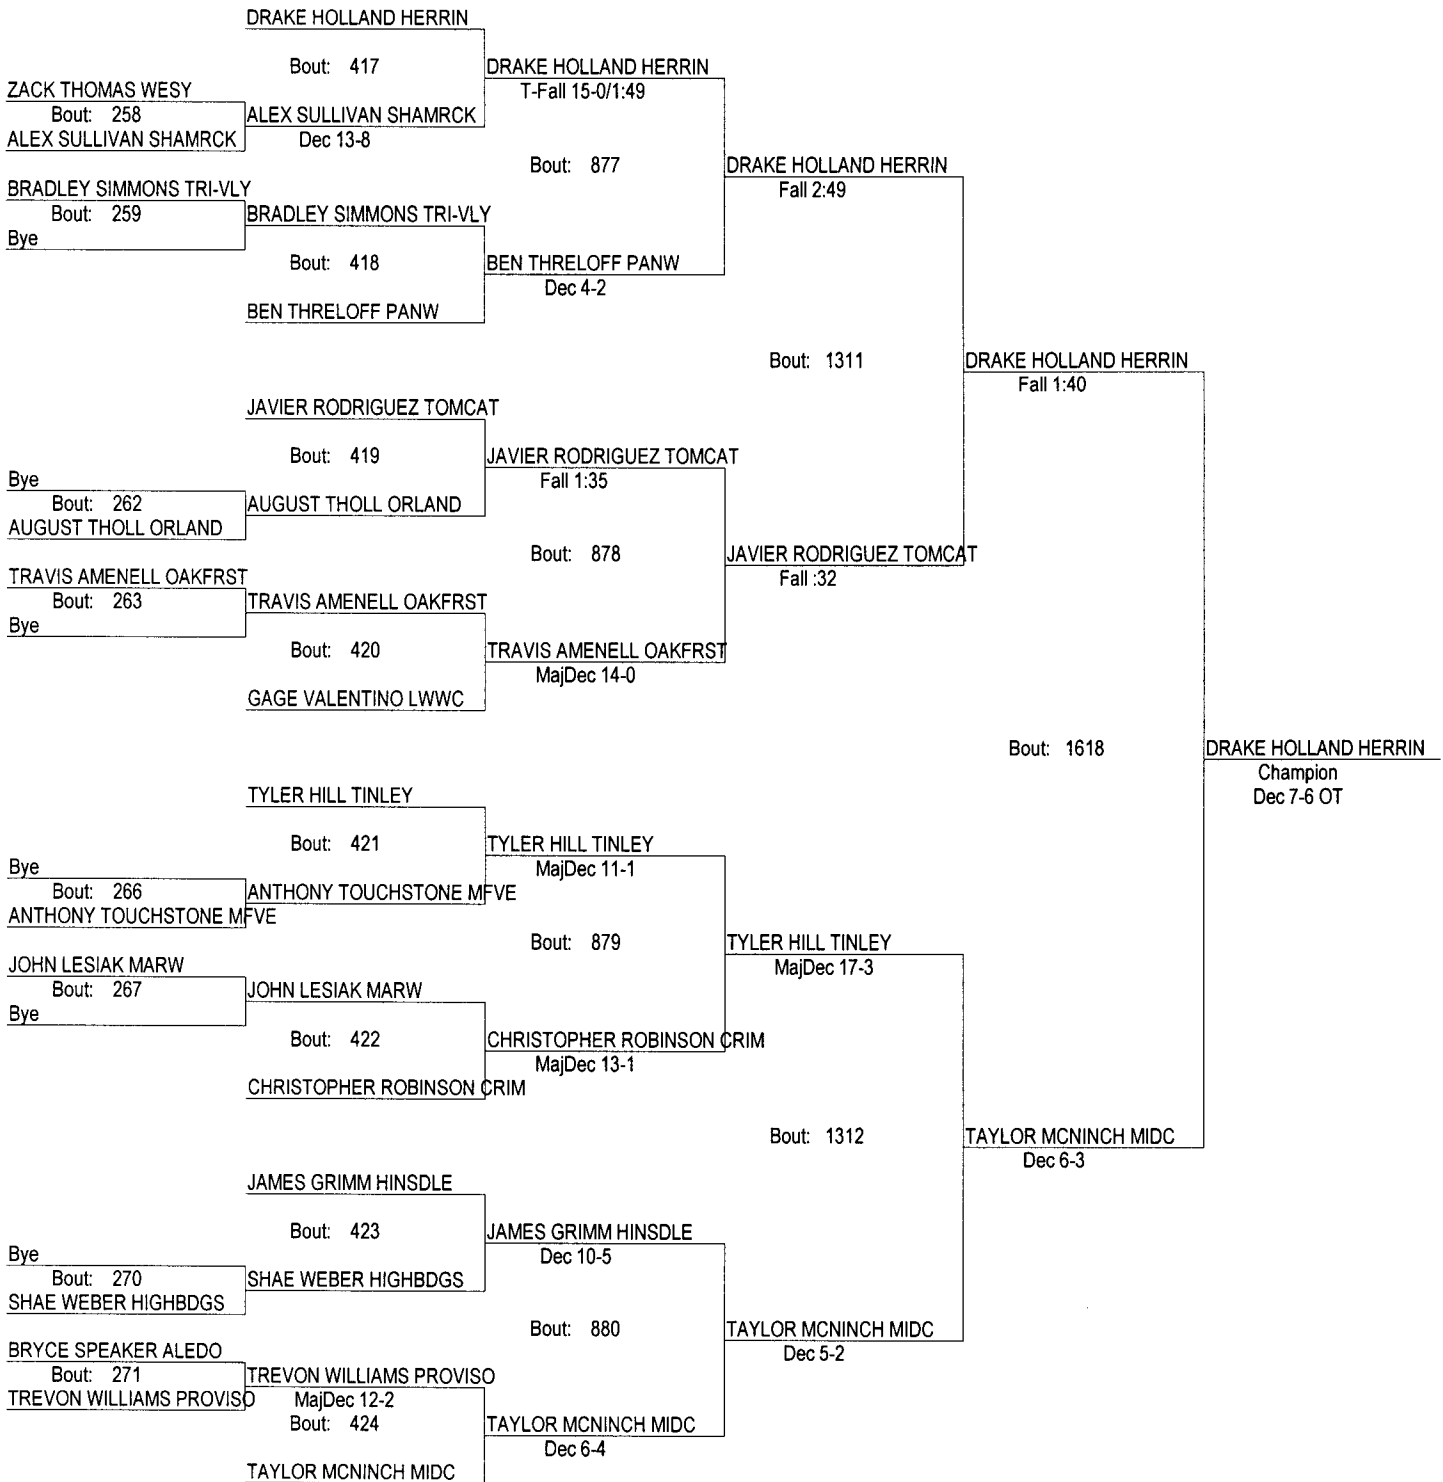 DRAKE HOLLAND HERRIN
Bout: 417
DRAKE HOLLAND HERRIN
T-Fall 15-0/1:49
ZACK THOMAS WESY
Bout: 258
ALEX SULLIVAN SHAMRCK
ALEX SULLIVAN SHAMRCK
Dec 13-8
Bout: 877
DRAKE HOLLAND HERRIN
Fall 2:49
BRADLEY SIMMONS TRI-VLY
Bout: 259
Bye
BRADLEY SIMMONS TRI-VLY
Bout: 418
BEN THRELOFF PANW
Dec 4-2
BEN THRELOFF PANW
Bout: 1311
DRAKE HOLLAND HERRIN
Fall 1:40
JAVIER RODRIGUEZ TOMCAT
Bout: 419
JAVIER RODRIGUEZ TOMCAT
Fall 1:35
Bye
Bout: 262
AUGUST THOLL ORLAND
AUGUST THOLL ORLAND
Bout: 878
JAVIER RODRIGUEZ TOMCAT
Fall :32
TRAVIS AMENELL OAKFRST
Bout: 263
Bye
TRAVIS AMENELL OAKFRST
Bout: 420
TRAVIS AMENELL OAKFRST
MajDec 14-0
GAGE VALENTINO LWWC
Bout: 1618
DRAKE HOLLAND HERRIN
Champion
Dec 7-6 OT
TYLER HILL TINLEY
Bout: 421
TYLER HILL TINLEY
MajDec 11-1
Bye
Bout: 266
ANTHONY TOUCHSTONE MFVE
ANTHONY TOUCHSTONE MFVE
Bout: 879
TYLER HILL TINLEY
MajDec 17-3
JOHN LESIAK MARW
Bout: 267
Bye
JOHN LESIAK MARW
Bout: 422
CHRISTOPHER ROBINSON CRIM
MajDec 13-1
CHRISTOPHER ROBINSON CRIM
Bout: 1312
TAYLOR MCNINCH MIDC
Dec 6-3
JAMES GRIMM HINSDLE
Bout: 423
JAMES GRIMM HINSDLE
Dec 10-5
Bye
Bout: 270
SHAE WEBER HIGHBDGS
SHAE WEBER HIGHBDGS
Bout: 880
TAYLOR MCNINCH MIDC
Dec 5-2
BRYCE SPEAKER ALEDO
Bout: 271
TREVON WILLIAMS PROVISO
TREVON WILLIAMS PROVISO
MajDec 12-2
Bout: 424
TAYLOR MCNINCH MIDC
Dec 6-4
TAYLOR MCNINCH MIDC